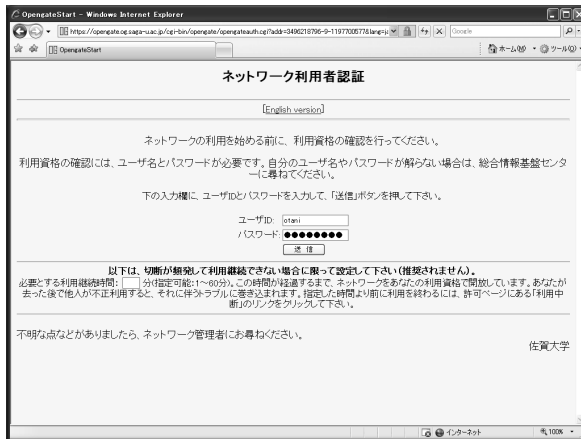 OpengateStart - Windows Internet Explorer
https://opengate.cg.saga-u.ac.jp/cgi-bin/opengate/opengateauth.cgi?addr=3496218796-9-1197700577&lang=
Google
OpengateStart
ホーム(M)
ツール(O)
ネットワーク利用者認証
[English version]
ネットワークの利用を始める前に、利用資格の確認を行ってください。
利用資格の確認には、ユーザ名とパスワードが必要です。自分のユーザ名やパスワードが解らない場合は、総合情報基盤センタ
ーに尋ねてください。
下の入力欄に、ユーザIDとパスワードを入力して、「送信」ボタンを押して下さい。
ユーザID: otani
パスワード: ●●●●●●●●
送信
以下は、切断が頻発して利用継続できない場合に限って設定して下さい(推奨されません)。
必要とする利用継続時間: 分(指定可能:1~60分)。この時間が経過するまで、ネットワークをあなたの利用資格で開放しています。あなたが
去った後で他人が不正利用すると、それに伴うトラブルに巻き込まれます。指定した時間より前に利用を終わるには、許可ページにある「利用中
断」のリンクをクリックして下さい。
不明な点などがありましたら、ネットワーク管理者にお尋ねください。
佐賀大学
インターネット
100%